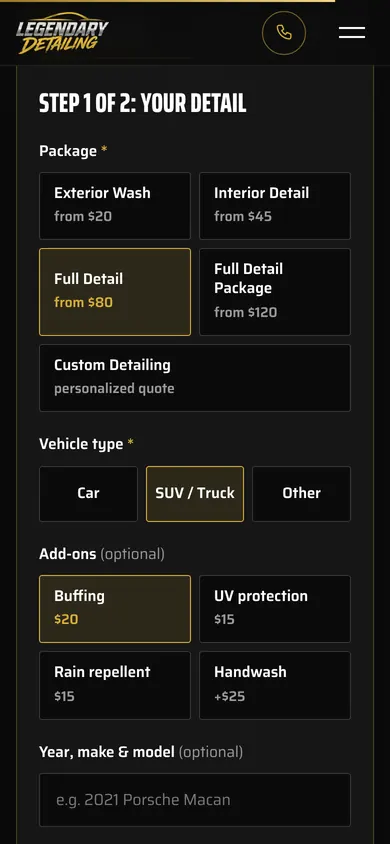 LEGENDARY
DETAILING
STEP 1 OF 2: YOUR DETAIL
Package *
Exterior Wash
from $20
Interior Detail
from $45
Full Detail
from $80
Full Detail
Package
from $120
Custom Detailing
personalized quote
Vehicle type *
Car
SUV / Truck
Other
Add-ons (optional)
Buffing
$20
UV protection
$15
Rain repellent
$15
Handwash
+$25
Year, make & model (optional)
e.g. 2021 Porsche Macan